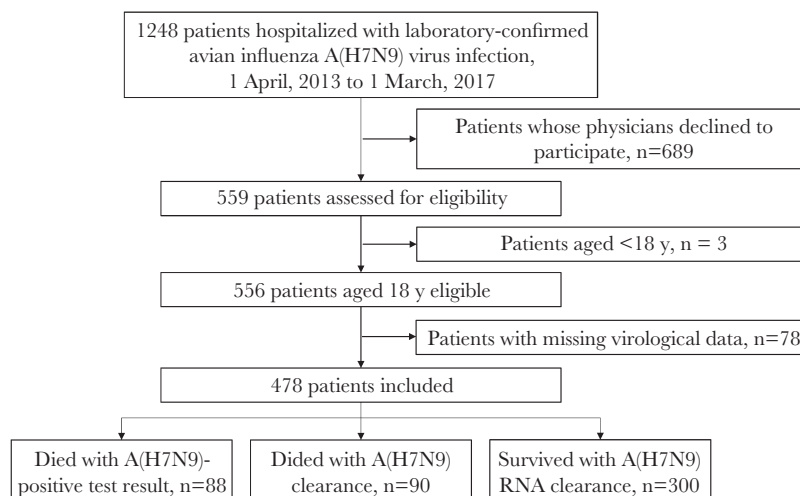 1248 patients hospitalized with laboratory-confirmed
avian influenza A(H7N9) virus infection,
1 April, 2013 to 1 March, 2017
Patients whose physicians declined to
participate, n=689
559 patients assessed for eligibility
Patients aged <18 y, n = 3
556 patients aged 18 y eligible
Patients with missing virological data, n=78
478 patients included
Died with A(H7N9)-
positive test result, n=88
Dided with A(H7N9)
clearance, n=90
Survived with A(H7N9)
RNA clearance, n=300